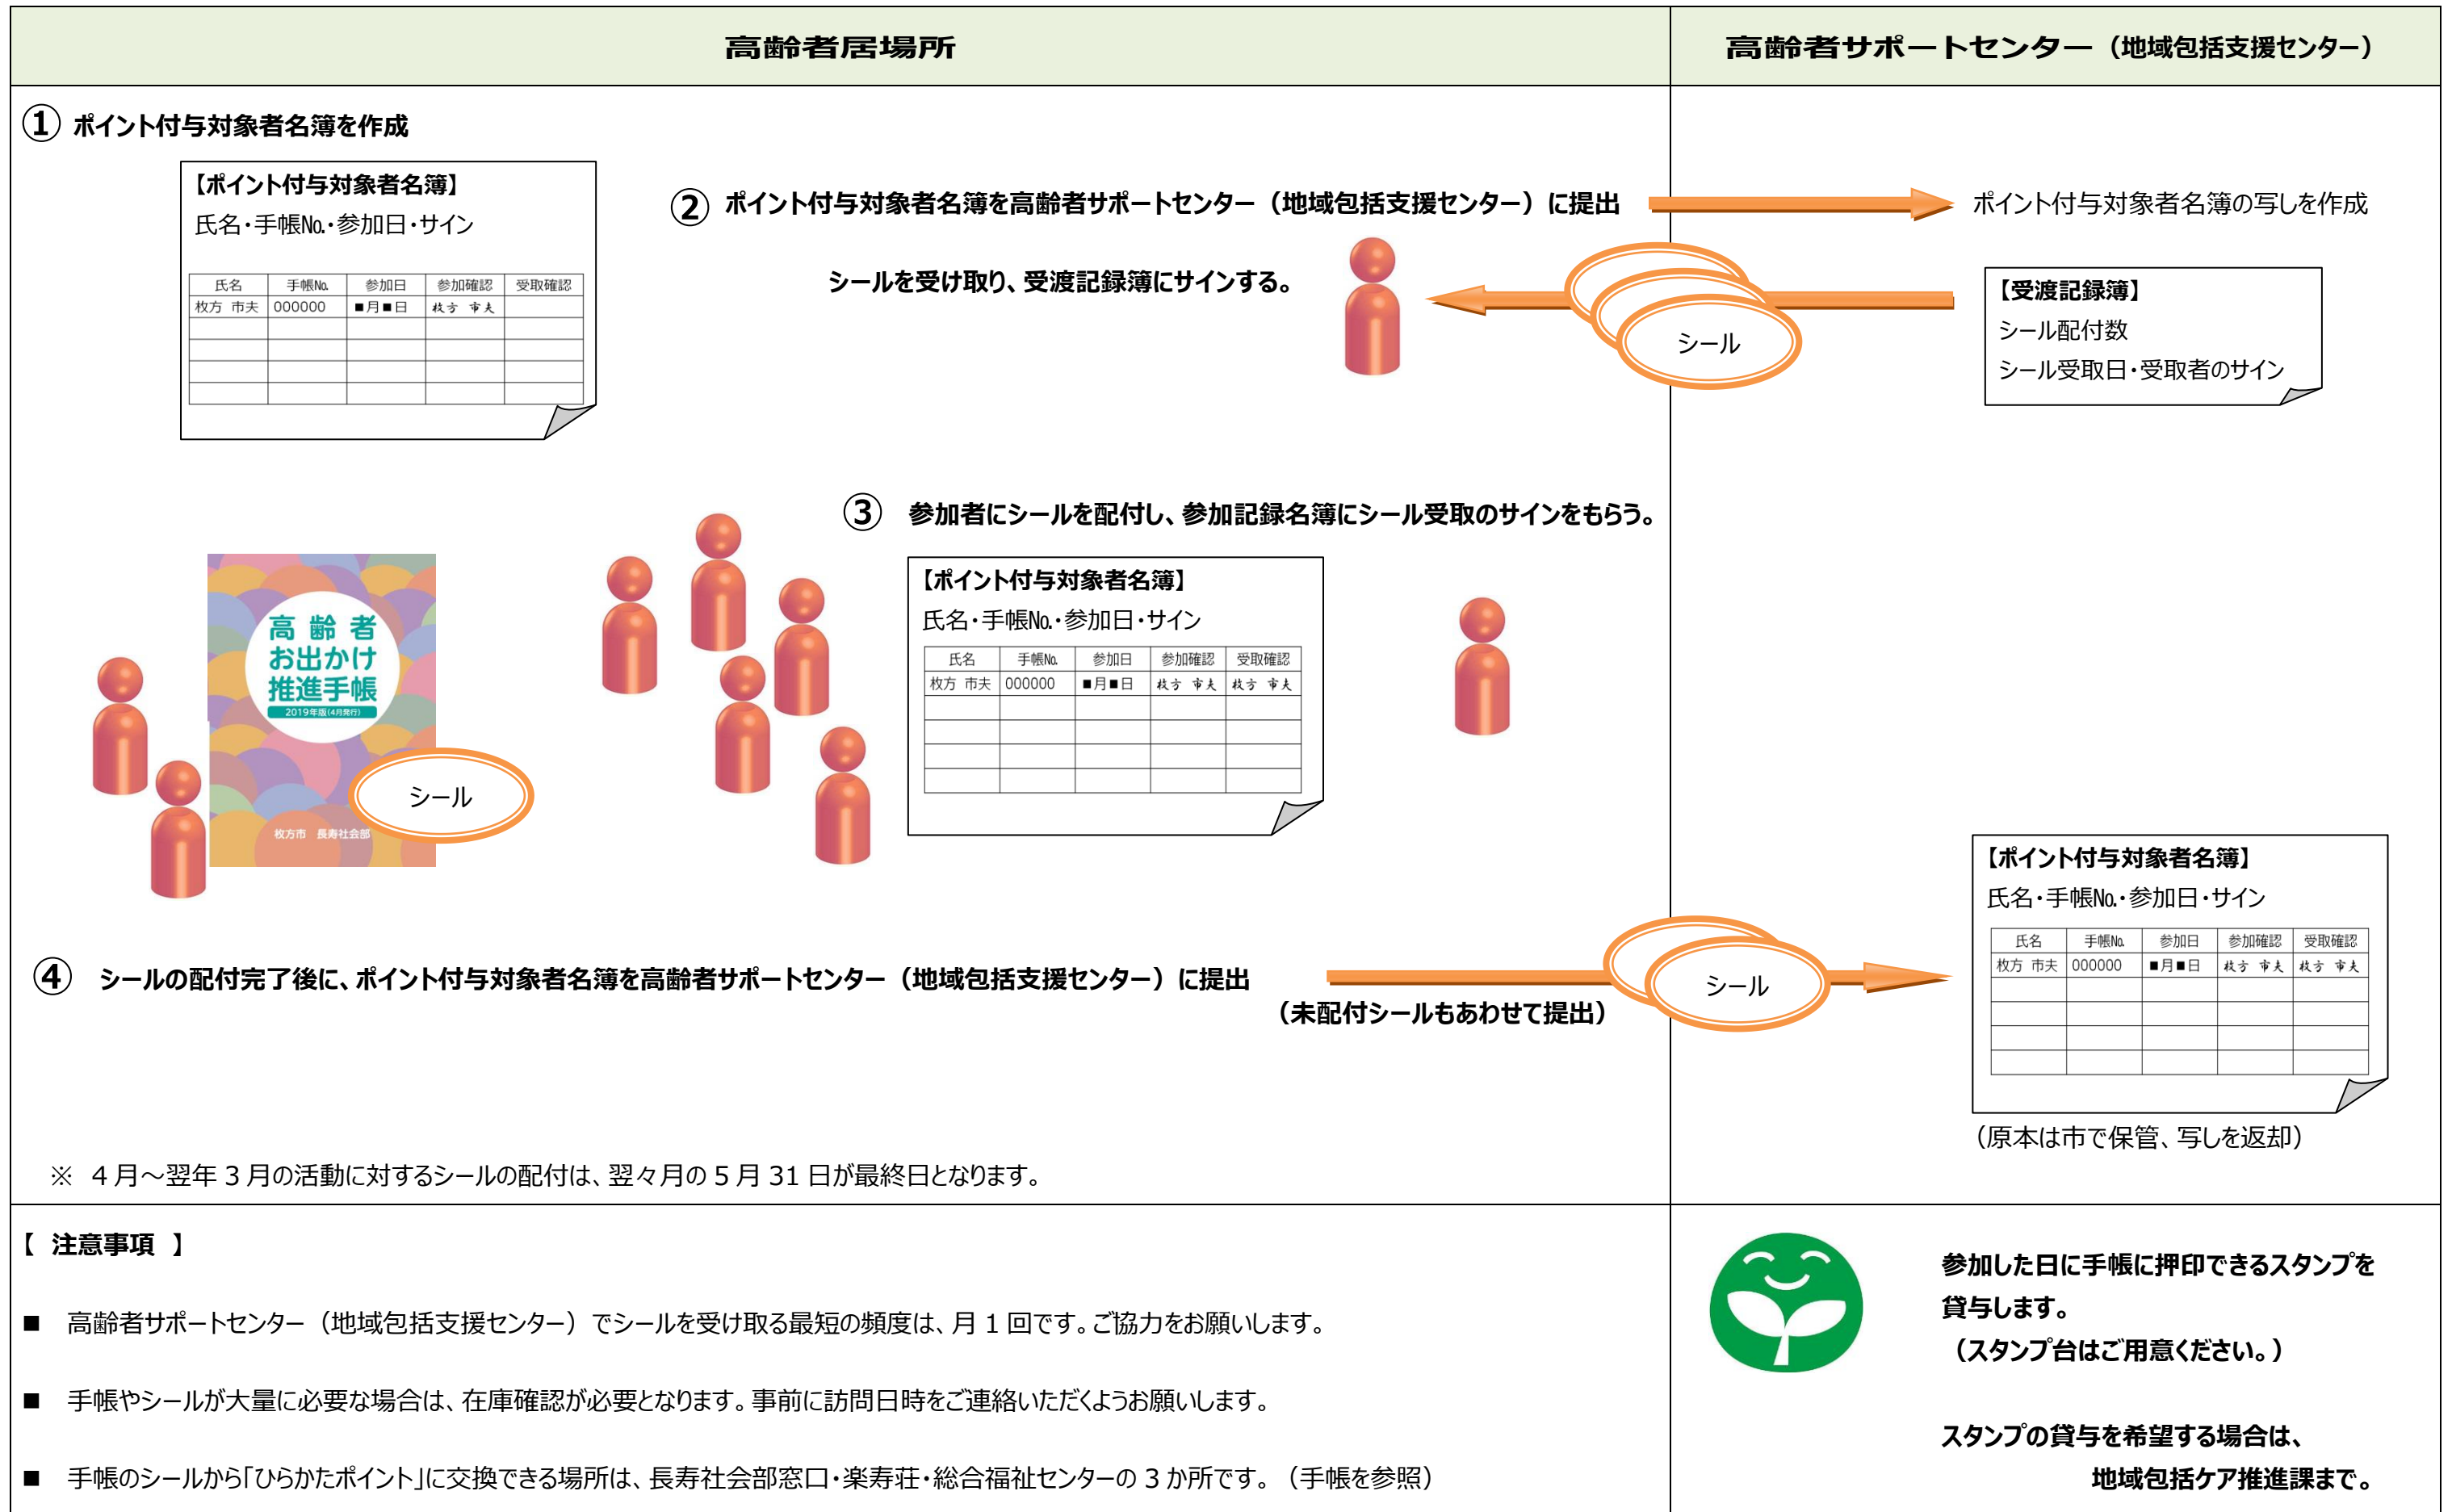 高齢者居場所
高齢者サポートセンター（地域包括支援センター）
① ポイント付与対象者名簿を作成
【ポイント付与対象者名簿】
氏名・手帳№・参加日・サイン
氏名 手帳№ 参加日 参加確認 受取確認
枚方 市夫 000000 ■月■日 枚方 市夫
② ポイント付与対象者名簿を高齢者サポートセンター（地域包括支援センター）に提出
ポイント付与対象者名簿の写しを作成
シールを受け取り、受渡記録簿にサインする。
シール
【受渡記録簿】
シール配付数
シール受取日・受取者のサイン
③ 参加者にシールを配付し、参加記録名簿にシール受取のサインをもらう。
高齢者
お出かけ
推進手帳
2019年版(4月発行)
枚方市 長寿社会部
シール
【ポイント付与対象者名簿】
氏名・手帳№・参加日・サイン
氏名 手帳№ 参加日 参加確認 受取確認
枚方 市夫 000000 ■月■日 枚方 市夫 枚方 市夫
④ シールの配付完了後に、ポイント付与対象者名簿を高齢者サポートセンター（地域包括支援センター）に提出
（未配付シールもあわせて提出）
シール
【ポイント付与対象者名簿】
氏名・手帳№・参加日・サイン
氏名 手帳№ 参加日 参加確認 受取確認
枚方 市夫 000000 ■月■日 枚方 市夫 枚方 市夫
（原本は市で保管、写しを返却）
※ 4月～翌年3月の活動に対するシールの配付は、翌々月の5月31日が最終日となります。
【 注意事項 】
■ 高齢者サポートセンター（地域包括支援センター）でシールを受け取る最短の頻度は、月1回です。ご協力をお願いします。
■ 手帳やシールが大量に必要な場合は、在庫確認が必要となります。事前に訪問日時をご連絡いただくようお願いします。
■ 手帳のシールから「ひらかたポイント」に交換できる場所は、長寿社会部窓口・楽寿荘・総合福祉センターの3か所です。（手帳を参照）
参加した日に手帳に押印できるスタンプを
貸与します。
（スタンプ台はご用意ください。）
スタンプの貸与を希望する場合は、
地域包括ケア推進課まで。